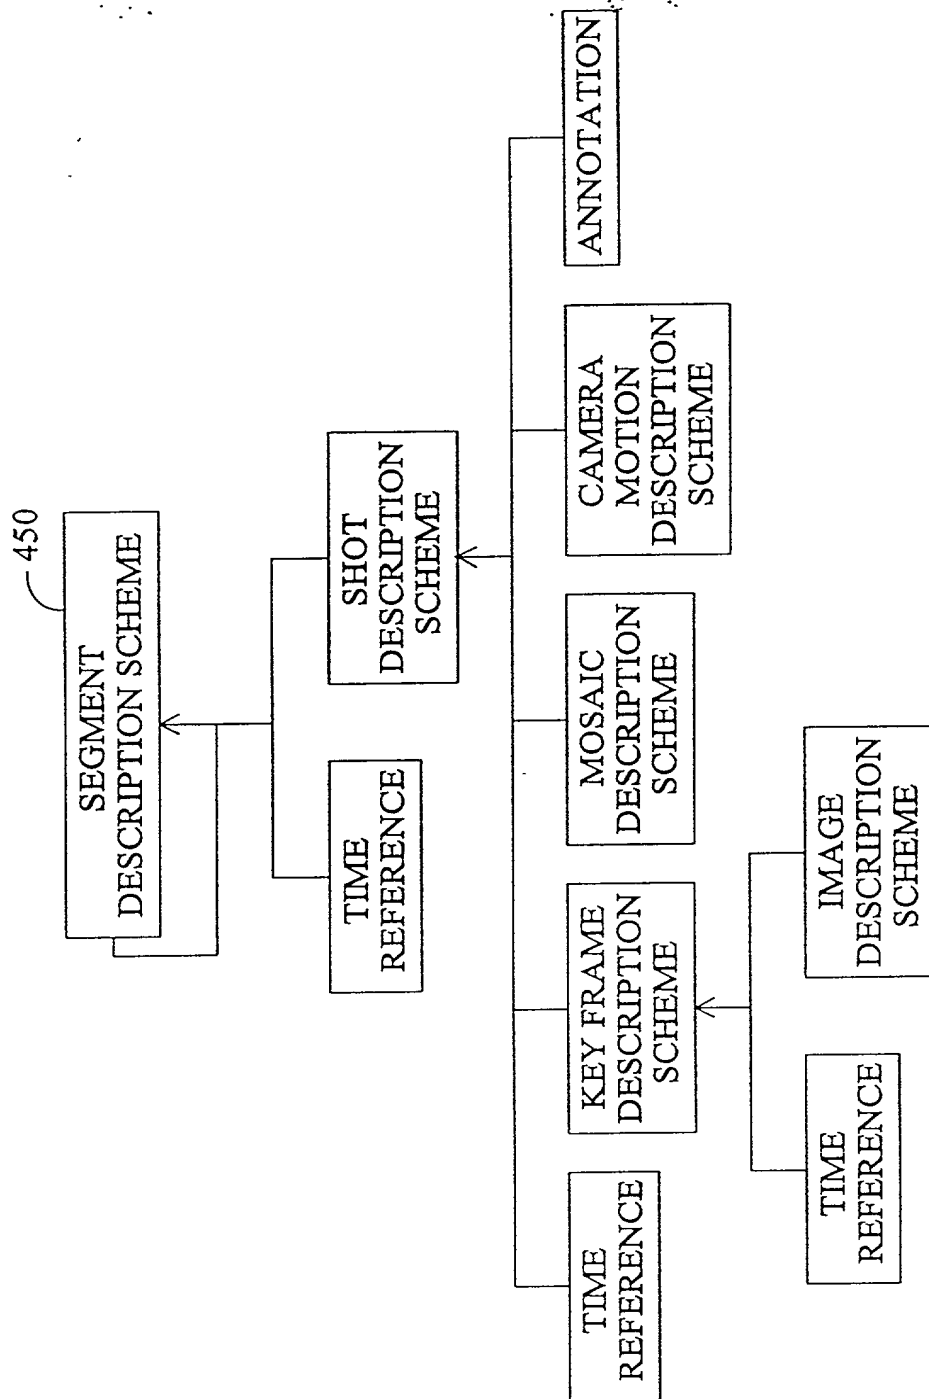 450
SEGMENT
DESCRIPTION SCHEME
TIME
REFERENCE
SHOT
DESCRIPTION
SCHEME
TIME
REFERENCE
KEY FRAME
DESCRIPTION
SCHEME
MOSAIC
DESCRIPTION
SCHEME
CAMERA
MOTION
DESCRIPTION
SCHEME
ANNOTATION
TIME
REFERENCE
IMAGE
DESCRIPTION
SCHEME